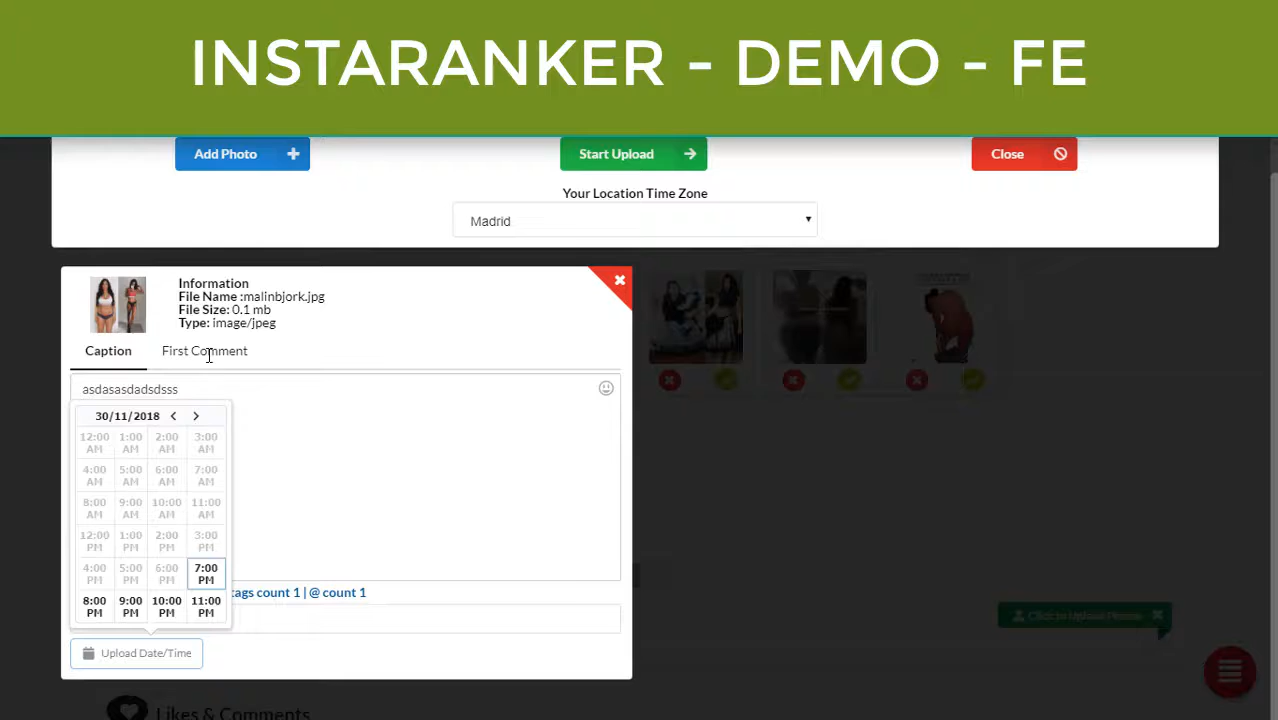 INSTARANKER - DEMO - FE
Add Photo
Start Upload
Close
Your Location Time Zone
Madrid
Information
File Name :malinbjork.jpg
File Size: 0.1 mb
Type: image/jpeg
Caption
First Comment
asdasasdadsdsss
30/11/2018
12:00 AM 1:00 AM 2:00 AM 3:00 AM
4:00 AM 5:00 AM 6:00 AM 7:00 AM
8:00 AM 9:00 AM 10:00 AM 11:00 AM
12:00 PM 1:00 PM 2:00 PM 3:00 PM
4:00 PM 5:00 PM 6:00 PM 7:00 PM
8:00 PM 9:00 PM 10:00 PM 11:00 PM
tags count 1 | @ count 1
Click to Upload Photos
Upload Date/Time
Likes & Comments